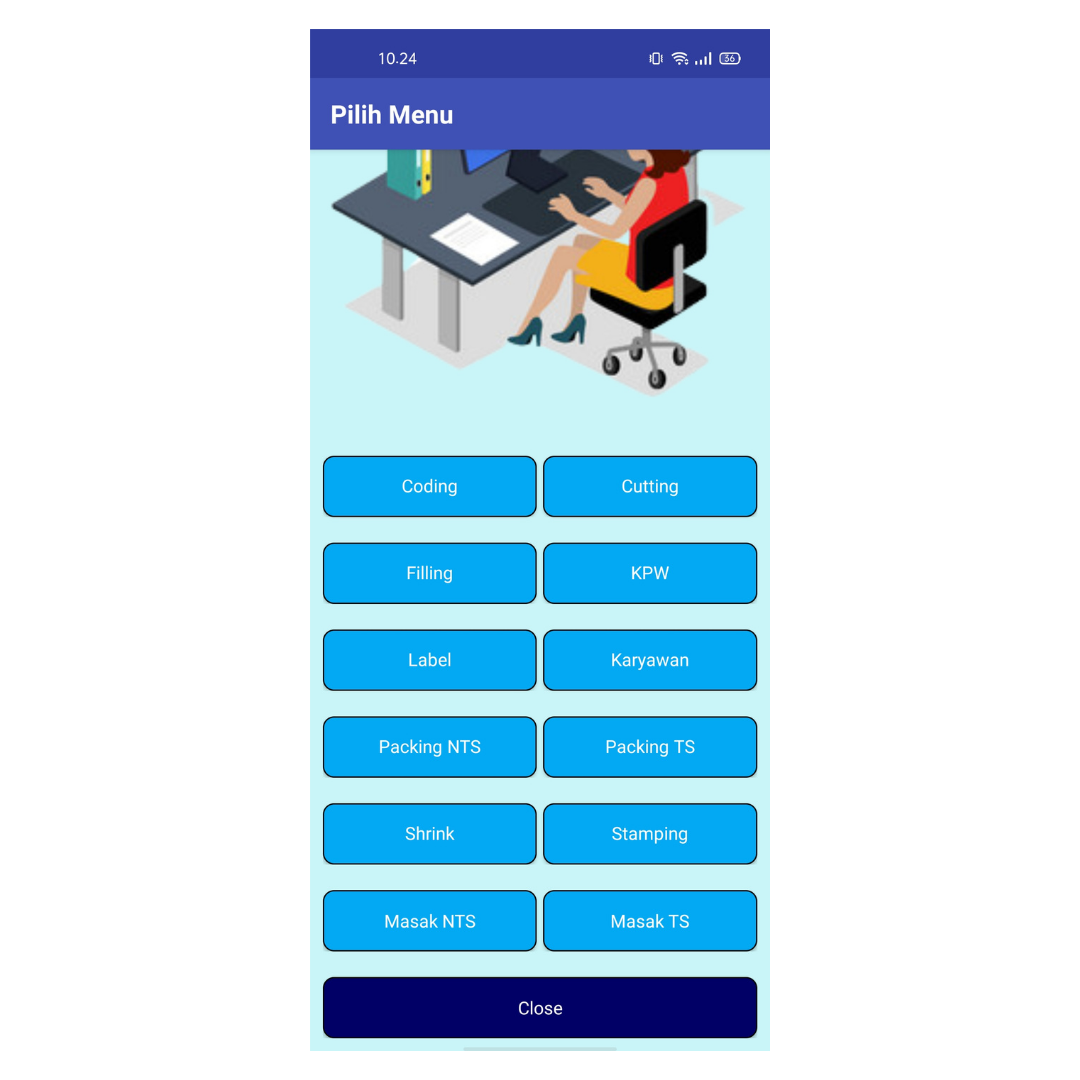 10.24
36
Pilih Menu
Coding
Cutting
Filling
KPW
Label
Karyawan
Packing NTS
Packing TS
Shrink
Stamping
Masak NTS
Masak TS
Close